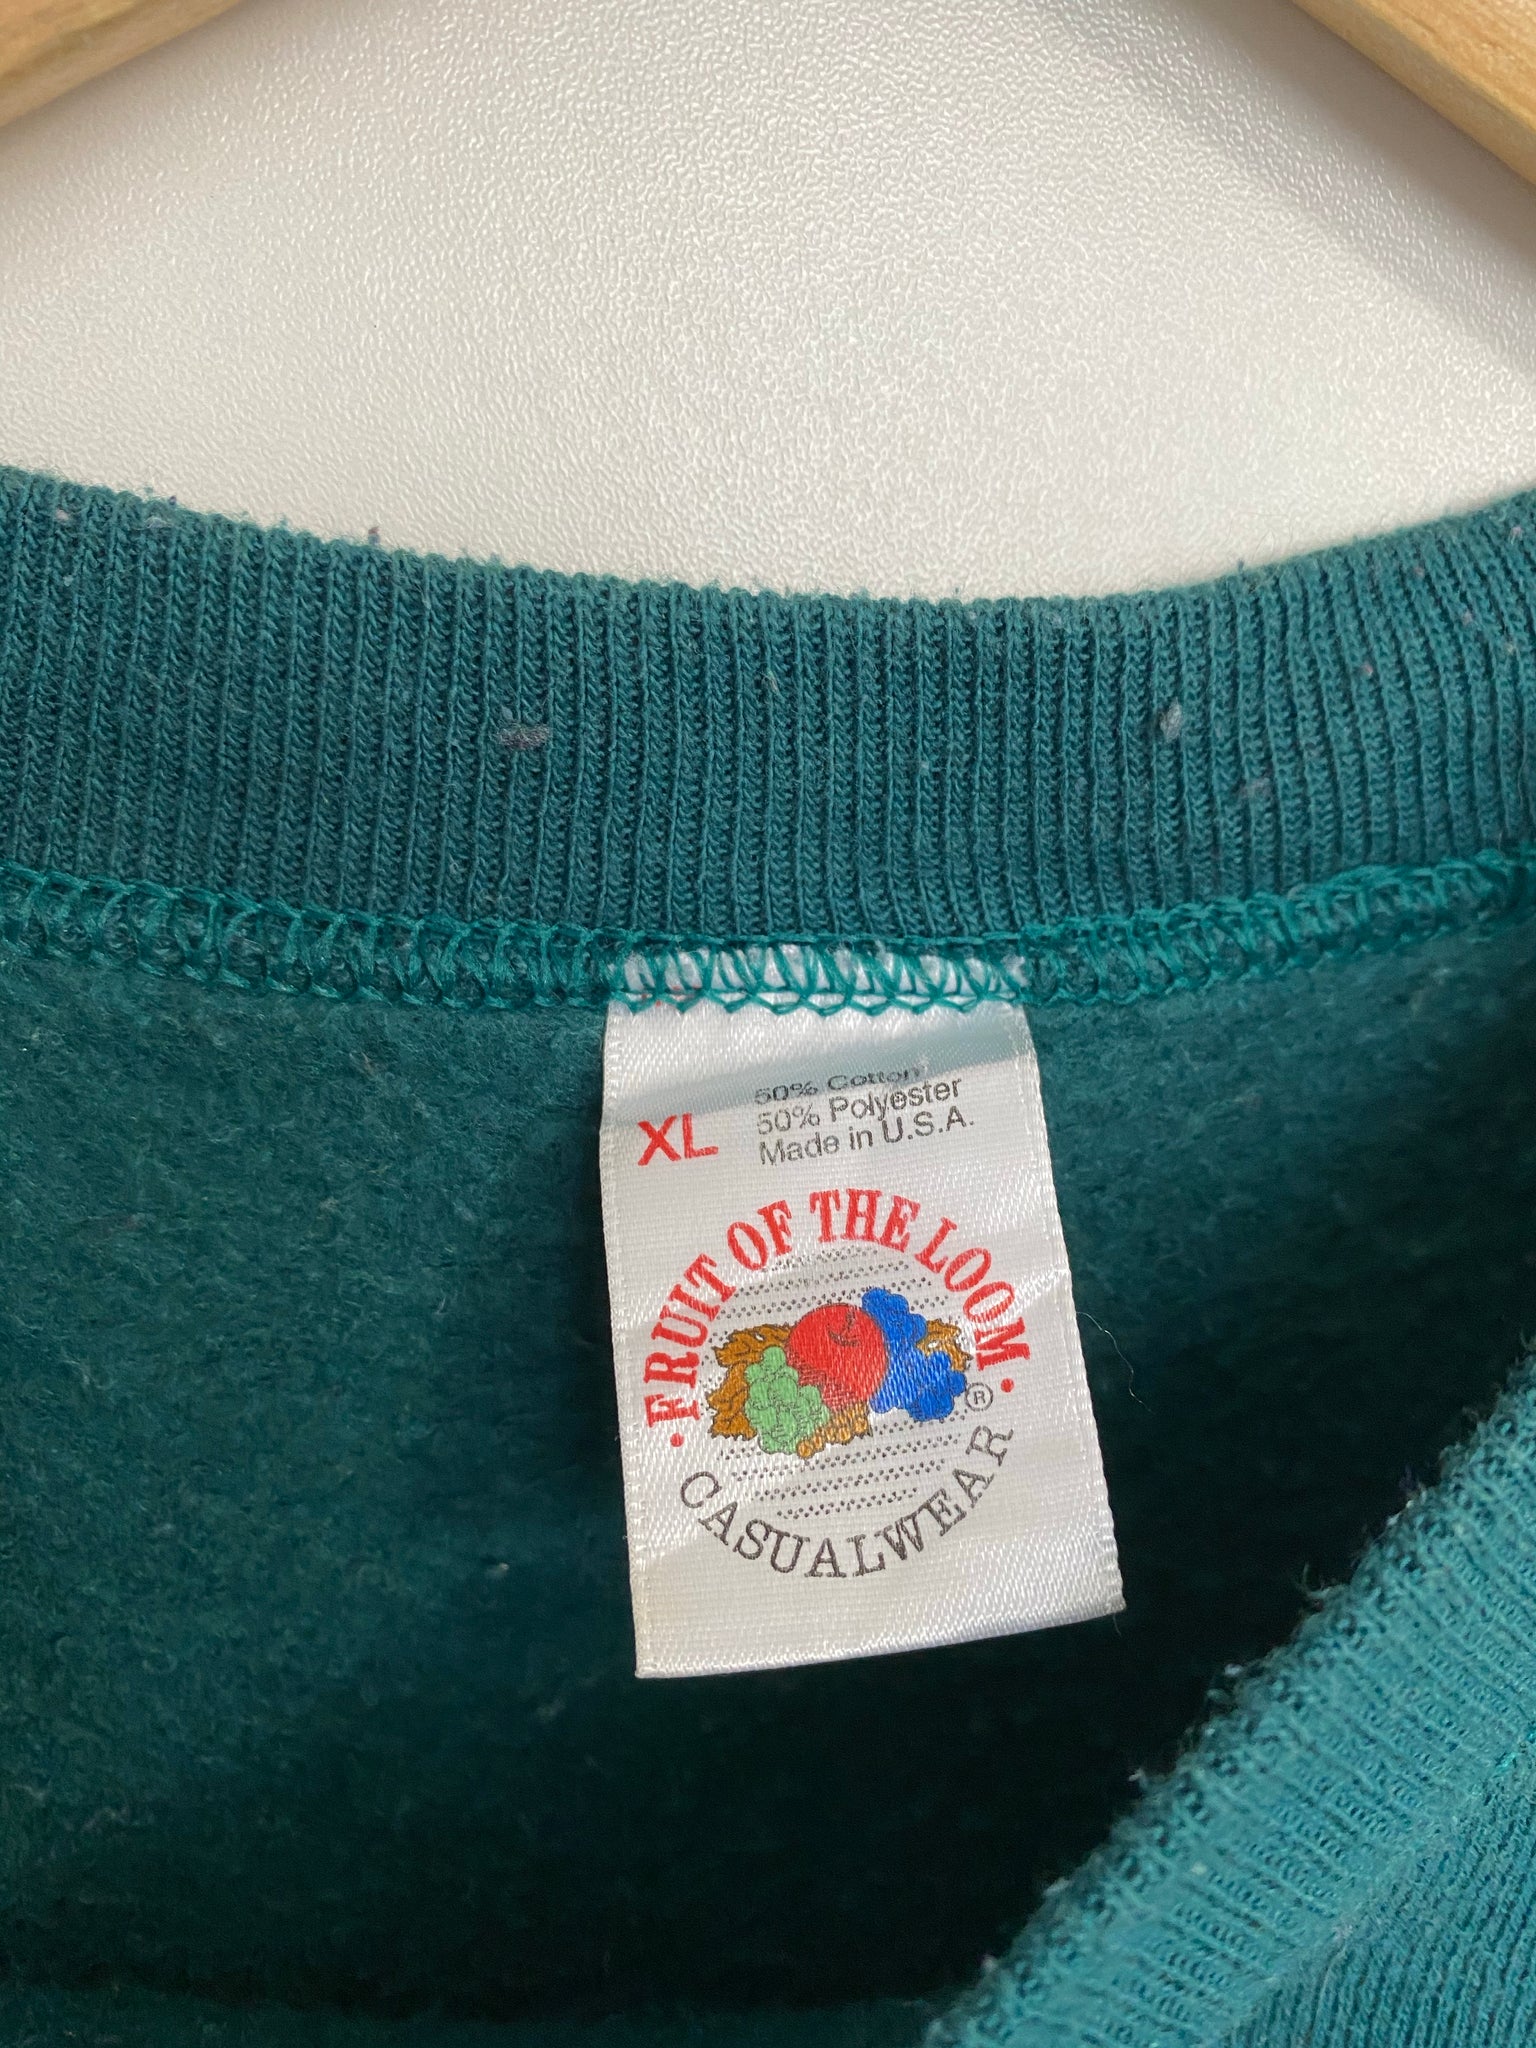 50% Cotton
XL
50% Polyester
Made in U.S.A.
• FRUIT OF THE LOOM •
®
CASUALWEAR